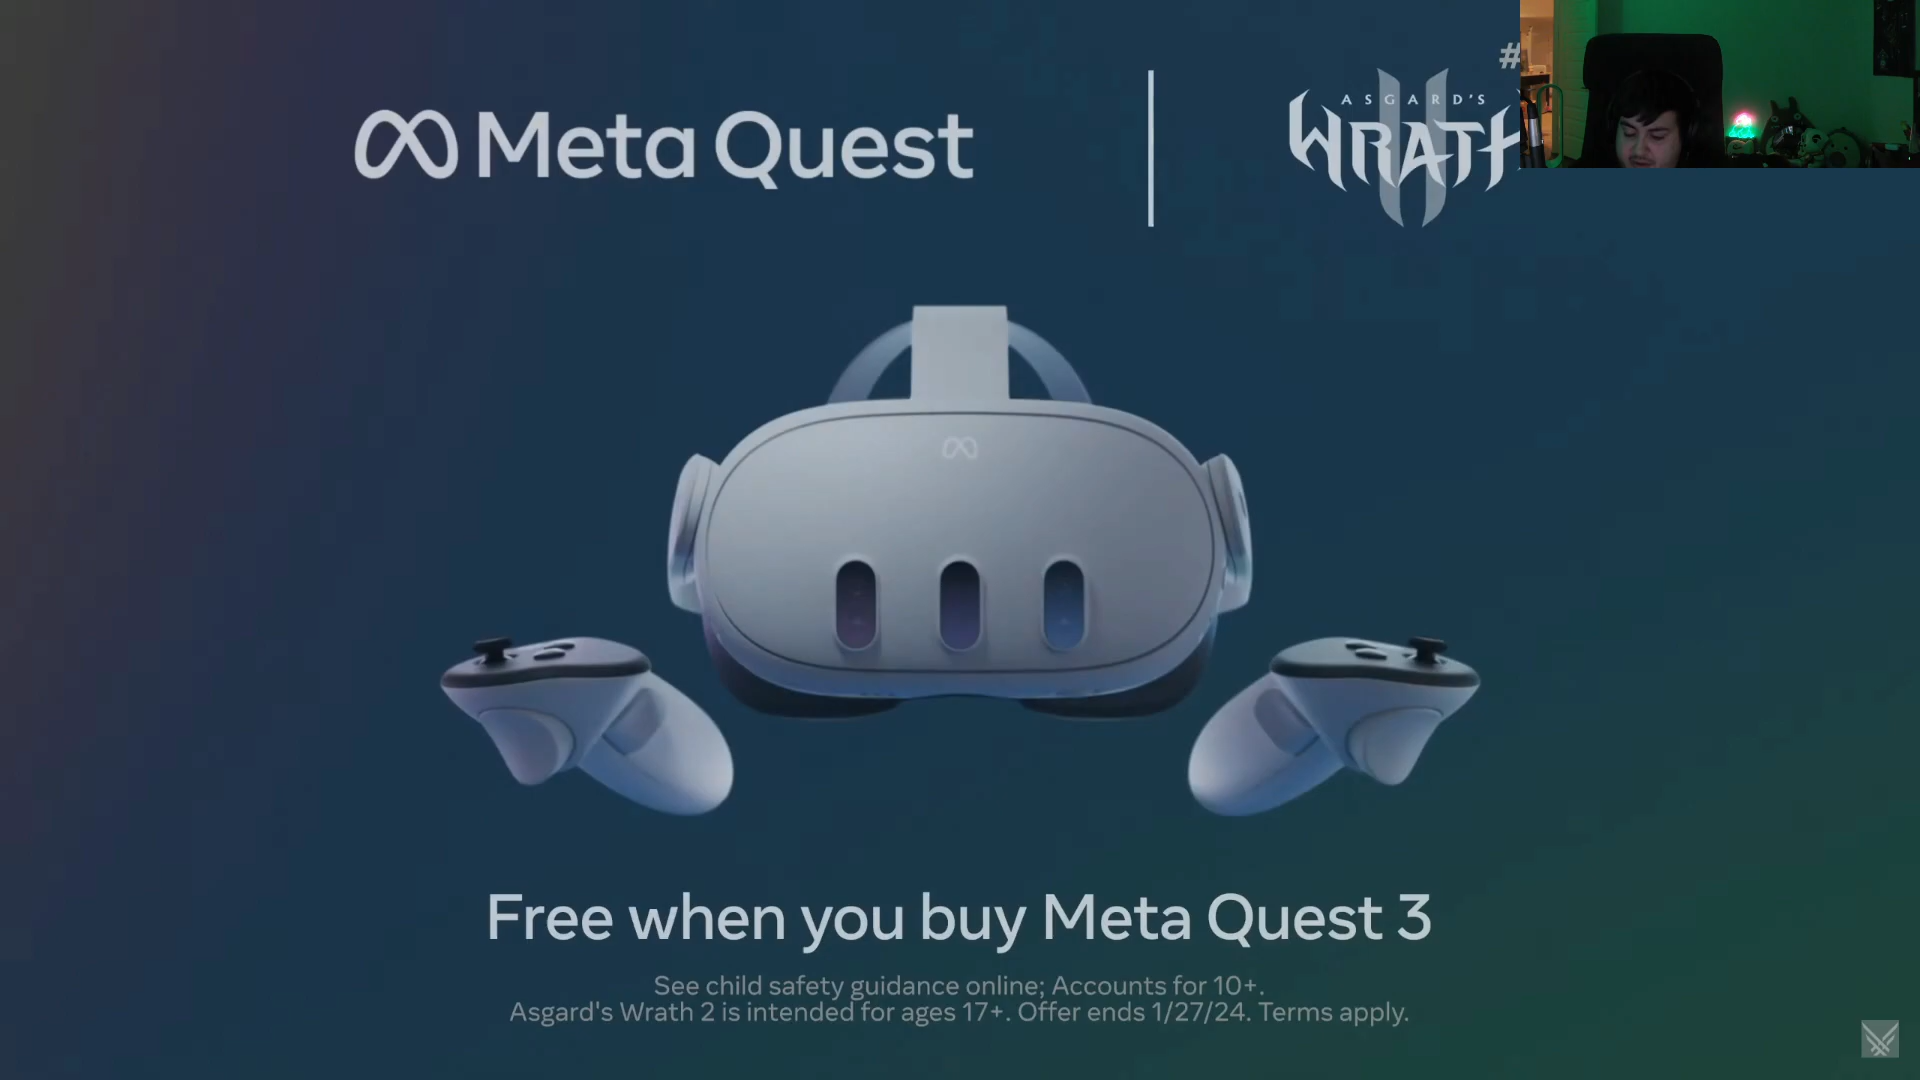 #
Meta Quest
ASGARD'S
WRATH
Free when you buy Meta Quest 3
See child safety guidance online; Accounts for 10+.
Asgard's Wrath 2 is intended for ages 17+. Offer ends 1/27/24. Terms apply.